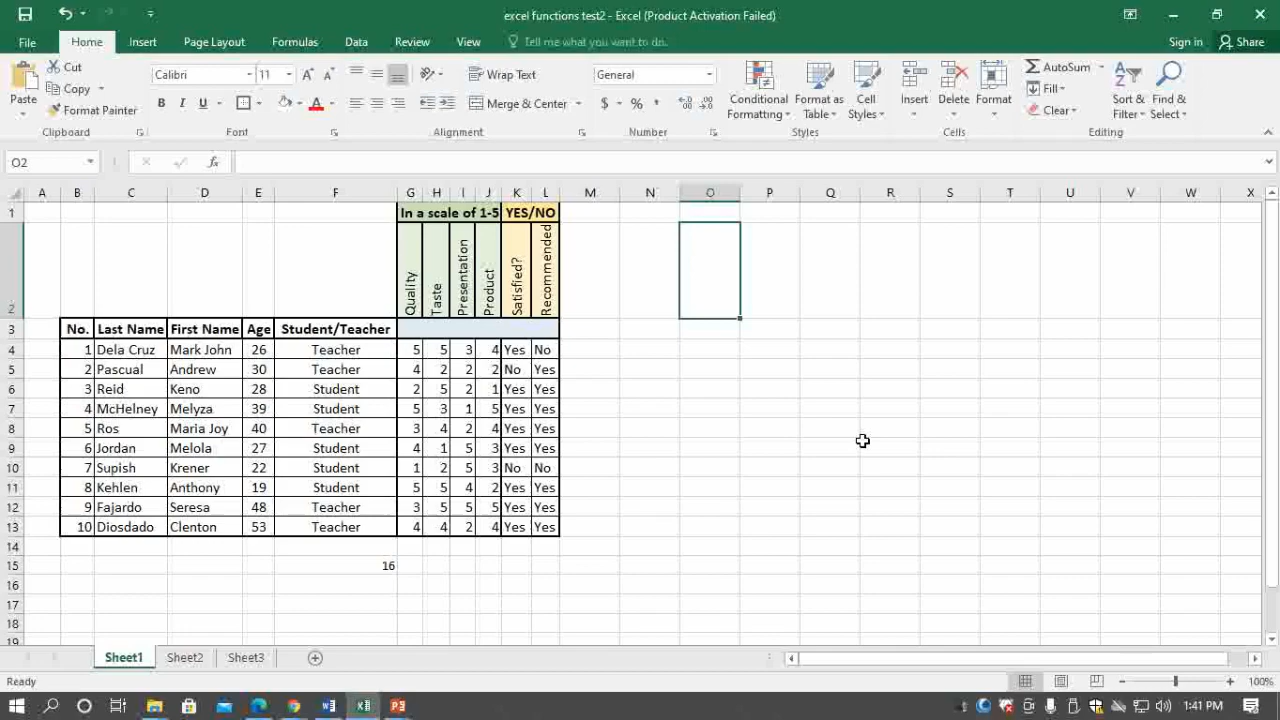 excel functions test2 - Excel (Product Activation Failed)
File Home Insert Page Layout Formulas Data Review View Tell me what you want to do. Sign in Share
Paste Cut Copy Format Painter
Calibri 11
B I U
Wrap Text
Merge & Center
General
$ % ,
Conditional Formatting Format as Table Cell Styles
Insert Delete Format
AutoSum Fill Clear
Sort & Filter Find & Select
Clipboard Font Alignment Number Styles Cells Editing
O2 fx
A B C D E F G H I J K L M N O P Q R S T U V W X
1 In a scale of 1-5 YES/NO
2 Quality Taste Presentation Product Satisfied? Recommended
3 No. Last Name First Name Age Student/Teacher
4 1 Dela Cruz Mark John 26 Teacher 5 5 3 4 Yes No
5 2 Pascual Andrew 30 Teacher 4 2 2 2 No Yes
6 3 Reid Keno 28 Student 2 5 2 1 Yes Yes
7 4 McHelney Melyza 39 Student 5 3 1 5 Yes Yes
8 5 Ros Maria Joy 40 Teacher 3 4 2 4 Yes Yes
9 6 Jordan Melola 27 Student 4 1 5 3 Yes Yes
10 7 Supish Krener 22 Student 1 2 5 3 No No
11 8 Kehlen Anthony 19 Student 5 5 4 2 Yes Yes
12 9 Fajardo Seresa 48 Teacher 3 5 5 5 Yes Yes
13 10 Diosdado Clenton 53 Teacher 4 4 2 4 Yes Yes
14
15 16
16
17
18
19
Sheet1 Sheet2 Sheet3
Ready 100%
1:41 PM